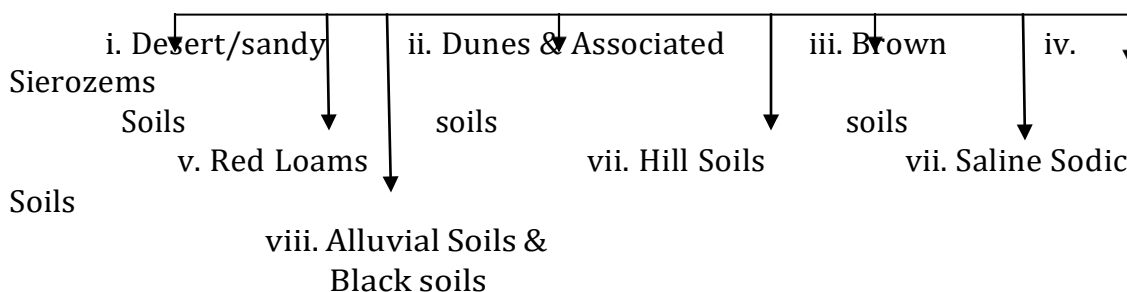 i. Desert/sandy ii. Dunes & Associated iii. Brown iv.
Sierozems
Soils soils soils
v. Red Loams vii. Hill Soils vii. Saline Sodic
Soils
viii. Alluvial Soils &
Black soils